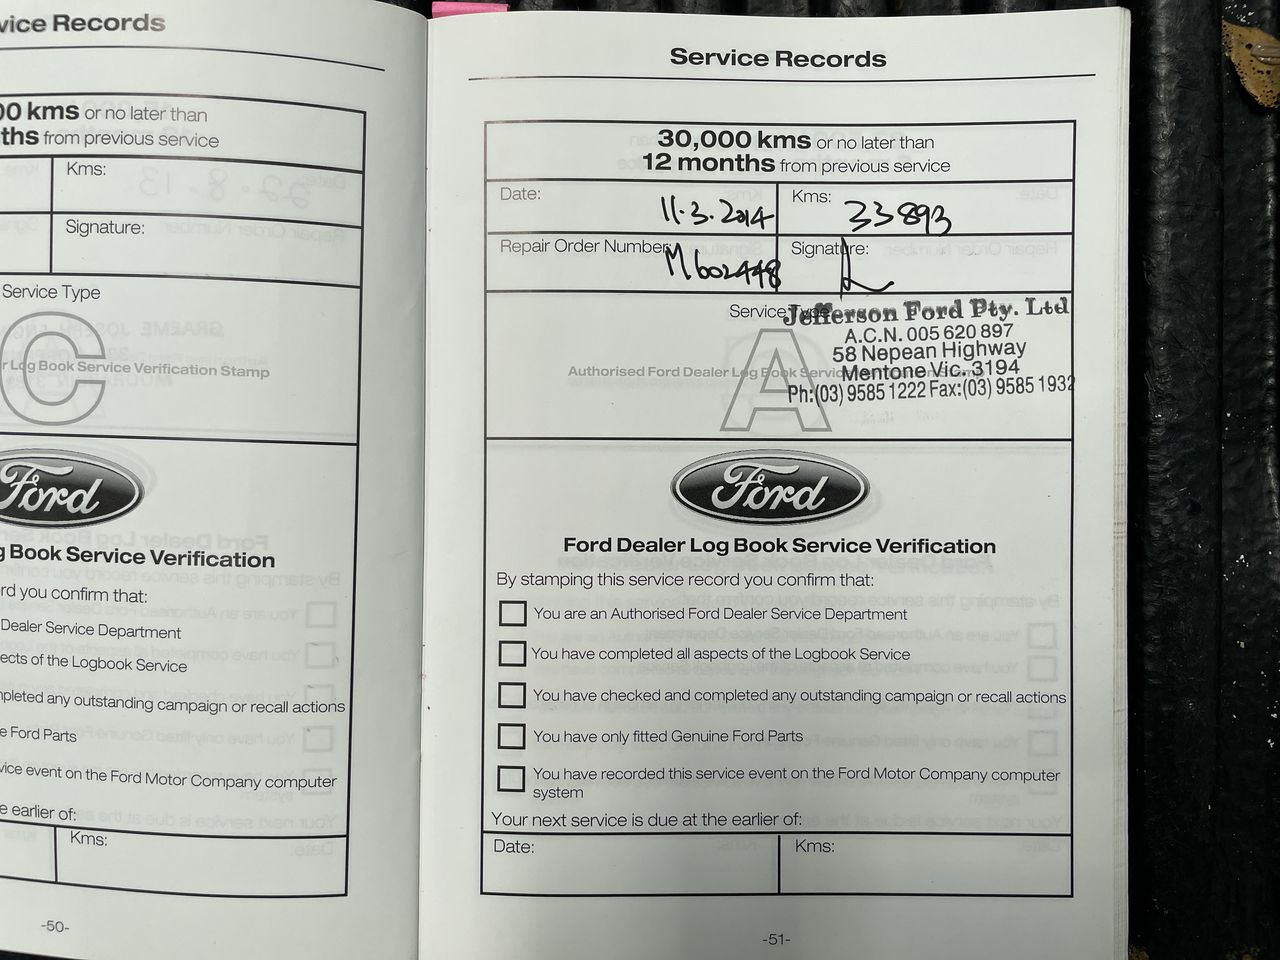 vice Records
00 kms or no later than
ths from previous service
Kms:
Signature:
Service Type
C
r Log Book Service Verification Stamp
Ford
g Book Service Verification
rd you confirm that:
Dealer Service Department
ects of the Logbook Service
mpleted any outstanding campaign or recall actions
e Ford Parts
vice event on the Ford Motor Company computer
e earlier of:
Kms:
-50-
Service Records
30,000 kms or no later than
12 months from previous service
Date: 11.3.2014 Kms: 33893
Repair Order Number: M602448 Signature:
Service Type
Jefferson Ford Pty. Ltd
A.C.N. 005 620 897
58 Nepean Highway
Mentone Vic. 3194
Ph:(03) 9585 1222 Fax:(03) 9585 1932
A
Authorised Ford Dealer Log Book Service Stamp
Ford
Ford Dealer Log Book Service Verification
By stamping this service record you confirm that:
You are an Authorised Ford Dealer Service Department
You have completed all aspects of the Logbook Service
You have checked and completed any outstanding campaign or recall actions
You have only fitted Genuine Ford Parts
You have recorded this service event on the Ford Motor Company computer
system
Your next service is due at the earlier of:
Date: Kms:
-51-